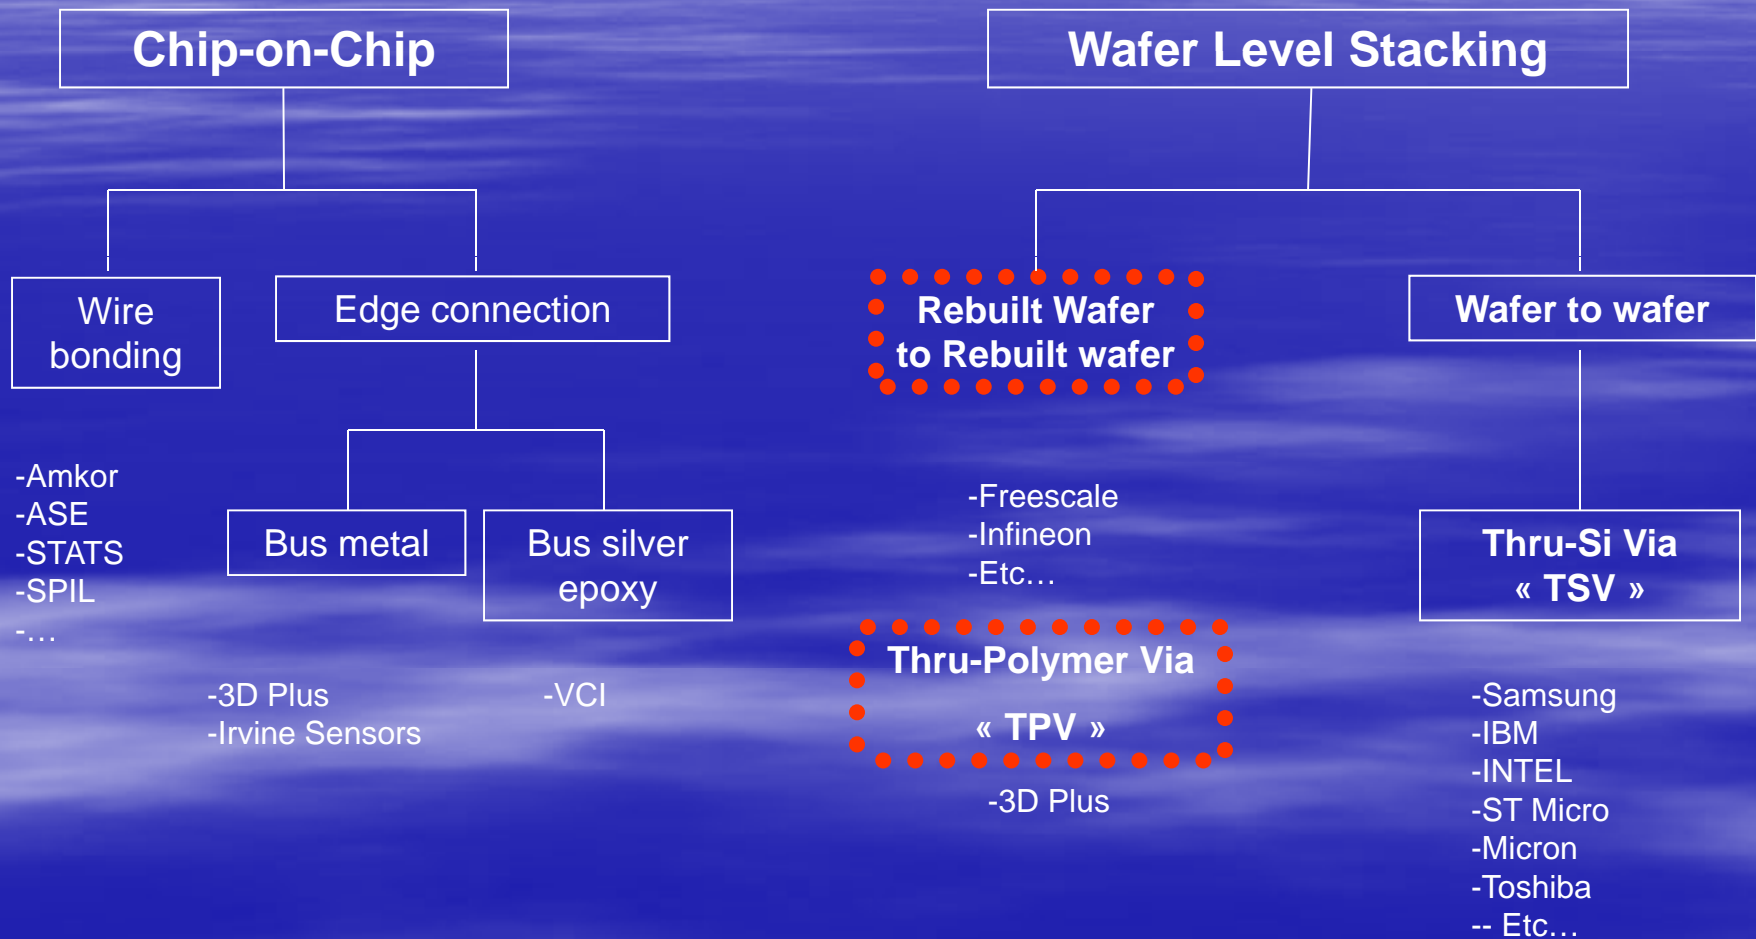 Chip-on-Chip
Wire
bonding
-Amkor
-ASE
-STATS
-SPIL
-…
Edge connection
Bus metal
-3D Plus
-Irvine Sensors
Bus silver
epoxy
-VCI
Wafer Level Stacking
Rebuilt Wafer
to Rebuilt wafer
-Freescale
-Infineon
-Etc…
Thru-Polymer Via
« TPV »
-3D Plus
Wafer to wafer
Thru-Si Via
« TSV »
-Samsung
-IBM
-INTEL
-ST Micro
-Micron
-Toshiba
-- Etc…